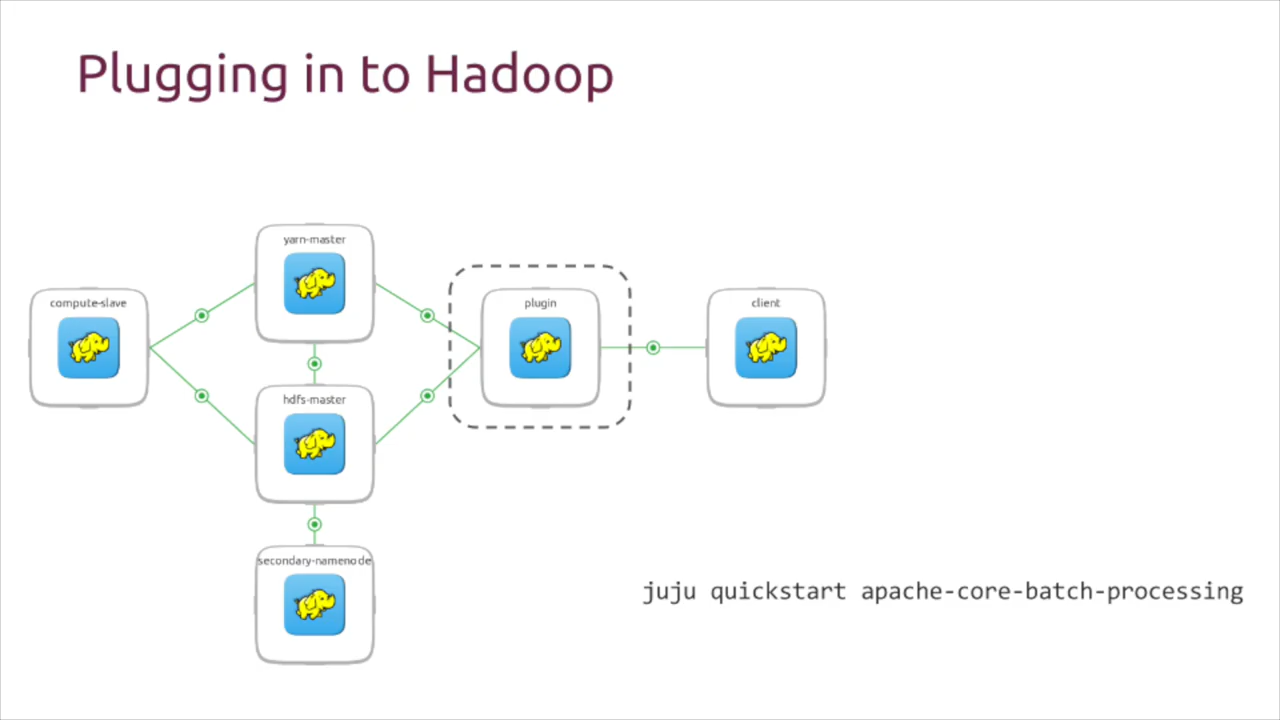 Plugging in to Hadoop
yarn-master
compute-slave
plugin
client
hdfs-master
secondary-namenode
juju quickstart apache-core-batch-processing